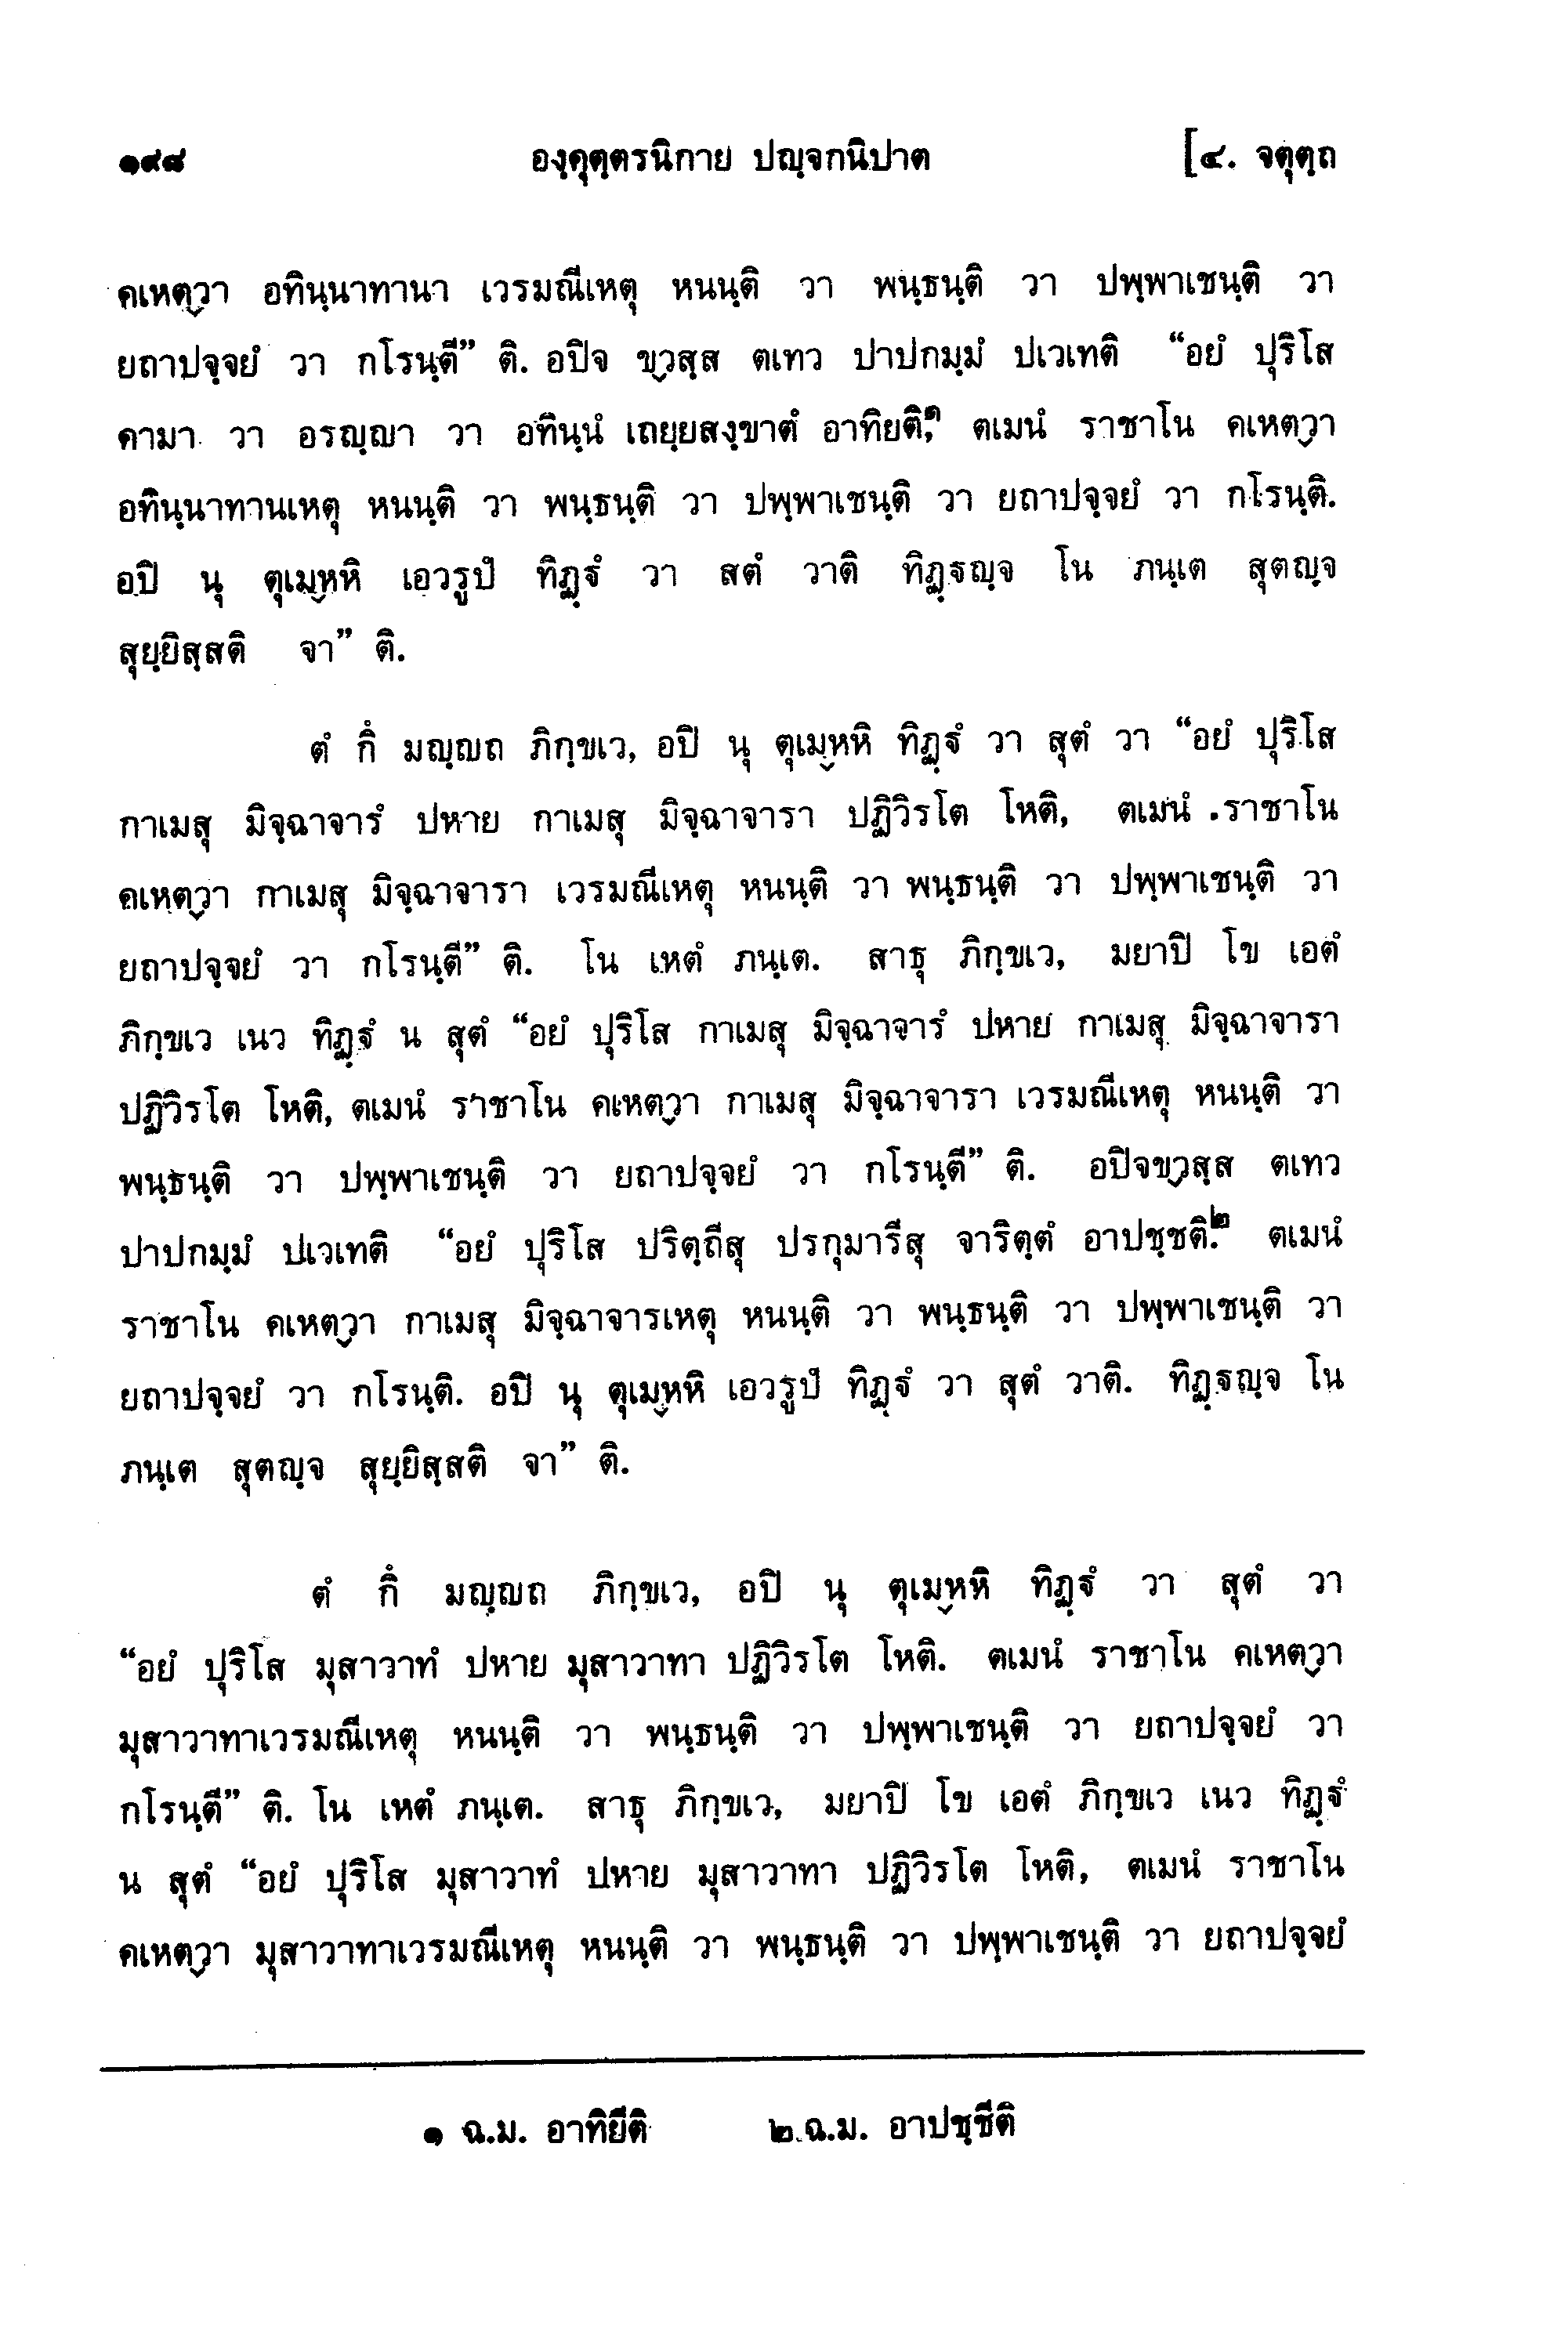 ๑๙๘ องฺคุตฺตรนิกาย ปญฺจกนิปาต [๔. จตุตฺถ
คเหตฺวา อทินฺนาทานา เวรมณีเหตุ หนนฺติ วา พนฺธนฺติ วา ปพฺพาเชนฺติ วา
ยถาปจฺจยํ วา กโรนฺตี” ติ. อปิจ ขฺวสฺส ตเทว ปาปกมฺมํ ปเวเทติ “อยํ ปุริโส
คามา วา อรญฺญา วา อทินฺนํ เถยฺยสงฺขาตํ อาทิยติ,๑ ตเมนํ ราชาโน คเหตฺวา
อทินฺนาทานเหตุ หนนฺติ วา พนฺธนฺติ วา ปพฺพาเชนฺติ วา ยถาปจฺจยํ วา กโรนฺติ.
อปิ นุ ตุเมฺหหิ เอวรูปํ ทิฏฺฐํ วา สตํ วาติ ทิฏฺฐญฺจ โน ภนฺเต สุตญฺจ
สุยฺยิสฺสติ จา” ติ.
ตํ กึ มญฺญถ ภิกฺขเว, อปิ นุ ตุเมฺหหิ ทิฏฺฐํ วา สุตํ วา “อยํ ปุริโส
กาเมสุ มิจฺฉาจารํ ปหาย กาเมสุ มิจฺฉาจารา ปฏิวิรโต โหติ, ตเมนํ ราชาโน
คเหตฺวา กาเมสุ มิจฺฉาจารา เวรมณีเหตุ หนนฺติ วา พนฺธนฺติ วา ปพฺพาเชนฺติ วา
ยถาปจฺจยํ วา กโรนฺตี” ติ. โน เหตํ ภนฺเต. สาธุ ภิกฺขเว, มยาปิ โข เอตํ
ภิกฺขเว เนว ทิฏฺฐํ น สุตํ “อยํ ปุริโส กาเมสุ มิจฺฉาจารํ ปหาย กาเมสุ มิจฺฉาจารา
ปฏิวิรโต โหติ, ตเมนํ ราชาโน คเหตฺวา กาเมสุ มิจฺฉาจารา เวรมณีเหตุ หนนฺติ วา
พนฺธนฺติ วา ปพฺพาเชนฺติ วา ยถาปจฺจยํ วา กโรนฺตี” ติ. อปิจขฺวสฺส ตเทว
ปาปกมฺมํ ปเวเทติ “อยํ ปุริโส ปริตฺถีสุ ปรกุมารีสุ จาริตฺตํ อาปชฺชติ.๒ ตเมนํ
ราชาโน คเหตฺวา กาเมสุ มิจฺฉาจารเหตุ หนนฺติ วา พนฺธนฺติ วา ปพฺพาเชนฺติ วา
ยถาปจฺจยํ วา กโรนฺติ. อปิ นุ ตุเมฺหหิ เอวรูปํ ทิฏฺฐํ วา สุตํ วาติ. ทิฏฺฐญฺจ โน
ภนฺเต สุตญฺจ สุยฺยิสฺสติ จา” ติ.
ตํ กึ มญฺญถ ภิกฺขเว, อปิ นุ ตุเมฺหหิ ทิฏฺฐํ วา สุตํ วา
“อยํ ปุริโส มุสาวาทํ ปหาย มุสาวาทา ปฏิวิรโต โหติ. ตเมนํ ราชาโน คเหตฺวา
มุสาวาทาเวรมณีเหตุ หนนฺติ วา พนฺธนฺติ วา ปพฺพาเชนฺติ วา ยถาปจฺจยํ วา
กโรนฺตี” ติ. โน เหตํ ภนฺเต. สาธุ ภิกฺขเว, มยาปิ โข เอตํ ภิกฺขเว เนว ทิฏฺฐํ
น สุตํ “อยํ ปุริโส มุสาวาทํ ปหาย มุสาวาทา ปฏิวิรโต โหติ, ตเมนํ ราชาโน
คเหตฺวา มุสาวาทาเวรมณีเหตุ หนนฺติ วา พนฺธนฺติ วา ปพฺพาเชนฺติ วา ยถาปจฺจยํ
๑ ฉ.ม. อาทิยีติ ๒ ฉ.ม. อาปชฺชีติ